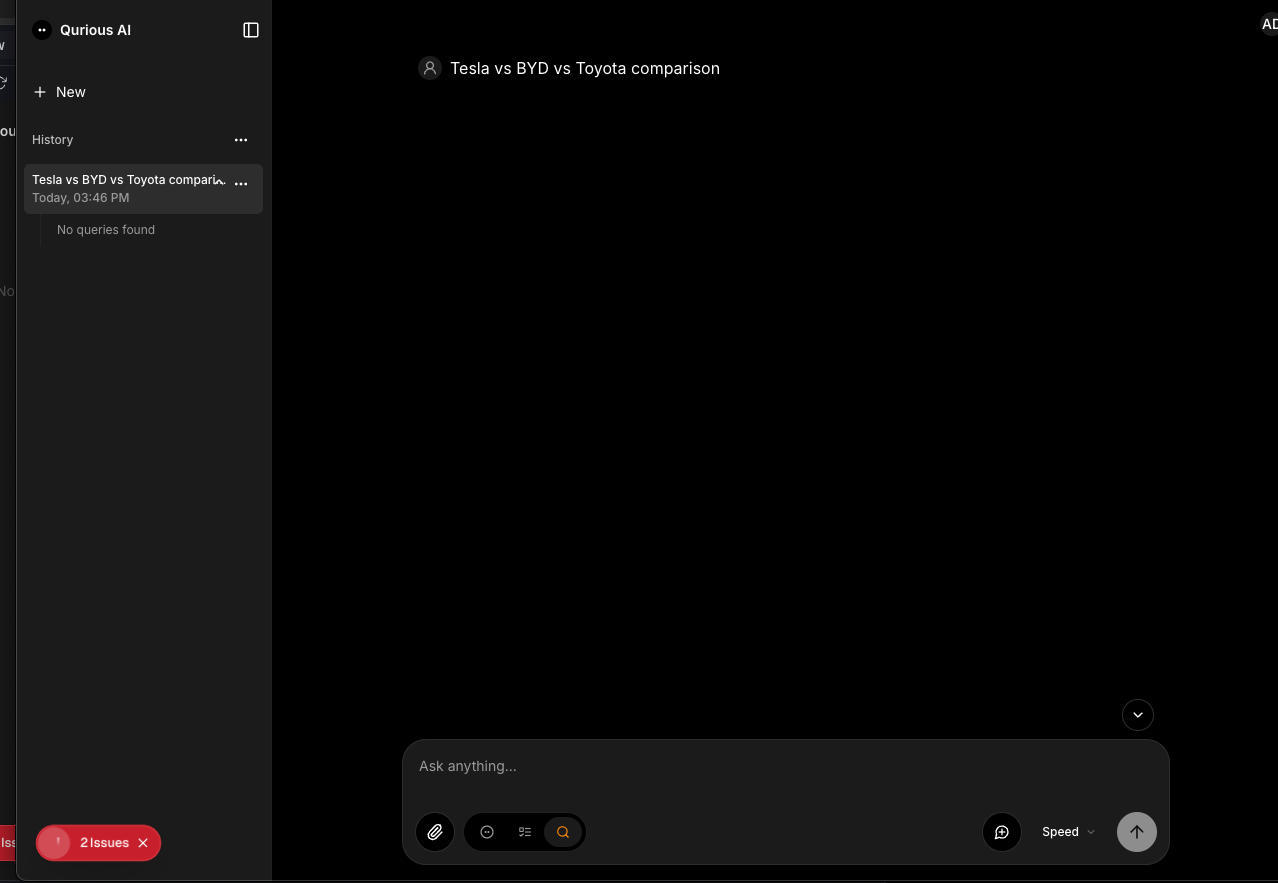 Qurious AI
AD
Tesla vs BYD vs Toyota comparison
New
History
Tesla vs BYD vs Toyota compari...
Today, 03:46 PM
No queries found
No
Ask anything...
Speed
2 Issues